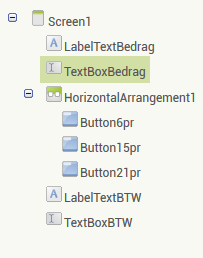 Screen1
LabelTextBedrag
TextBoxBedrag
HorizontalArrangement1
Button6pr
Button15pr
Button21pr
LabelTextBTW
TextBoxBTW